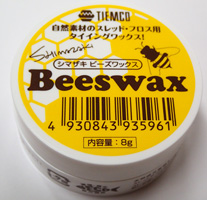 TIEMCO
自然素材のスレッド・フロス用
タイイングワックス!
Shimazaki
シマザキ ビーズワックス
Beeswax
4 930843 935961
内容量:8g